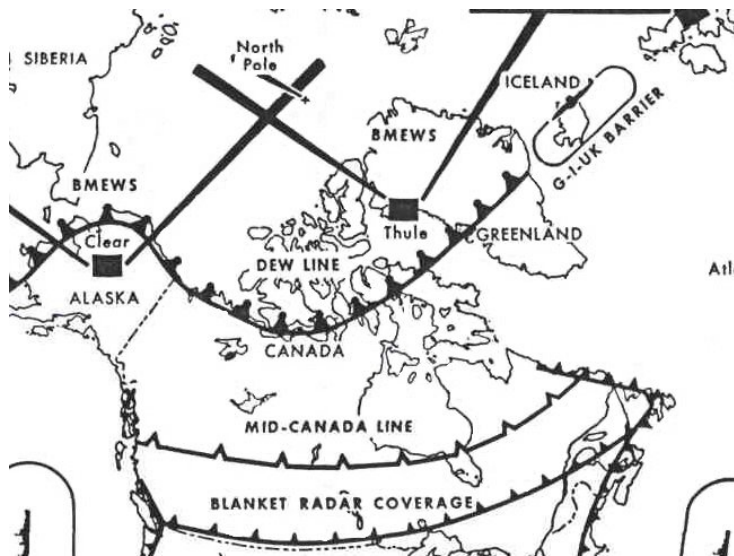 North
Pole
SIBERIA
ICELAND
BMEWS
G-I-UK BARRIER
BMEWS
Clear
Thule
GREENLAND
DEW LINE
ALASKA
CANADA
MID-CANADA LINE
BLANKET RADAR COVERAGE